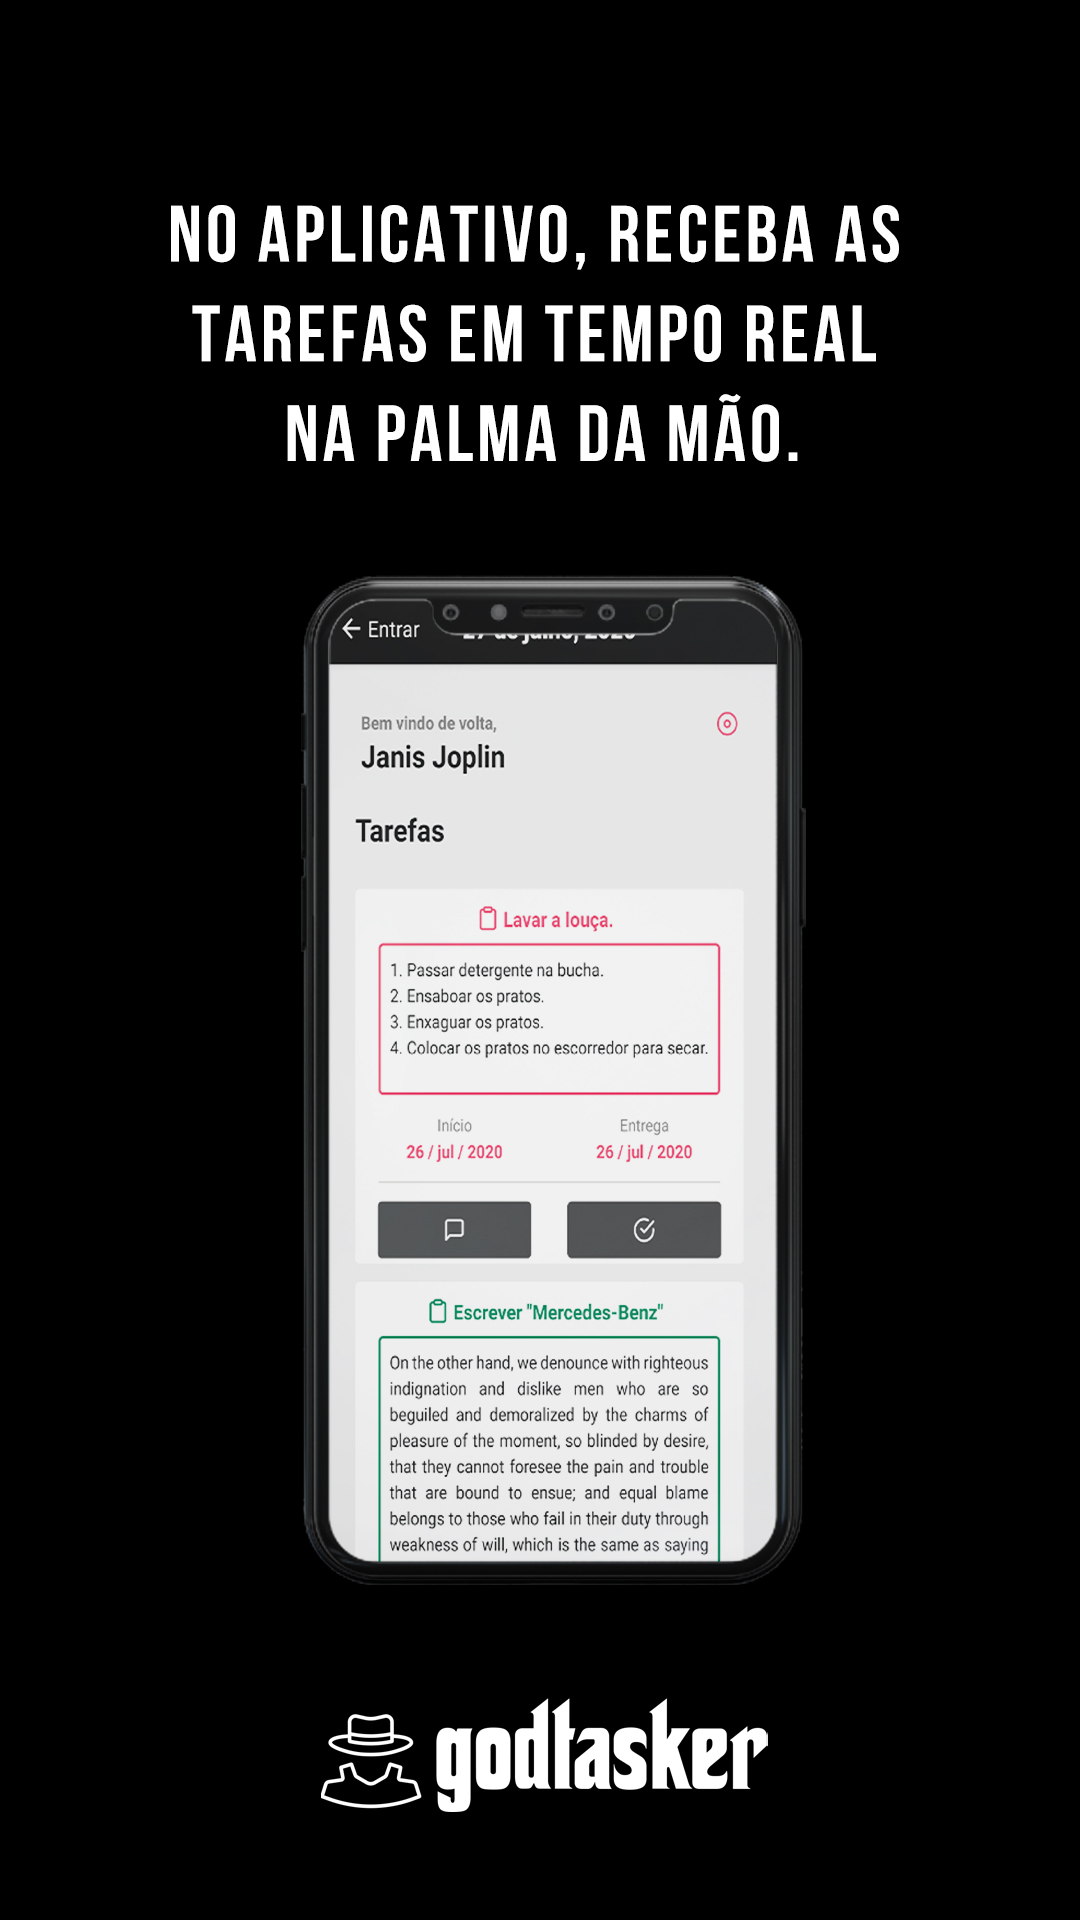 NO APLICATIVO, RECEBA AS
TAREFAS EM TEMPO REAL
NA PALMA DA MÃO.
Entrar
27 de julho, 2020
Bem vindo de volta,
Janis Joplin
Tarefas
Lavar a louça.
1. Passar detergente na bucha.
2. Ensaboar os pratos.
3. Enxaguar os pratos.
4. Colocar os pratos no escorredor para secar.
Início Entrega
26 / jul / 2020 26 / jul / 2020
Escrever "Mercedes-Benz"
On the other hand, we denounce with righteous
indignation and dislike men who are so
beguiled and demoralized by the charms of
pleasure of the moment, so blinded by desire,
that they cannot foresee the pain and trouble
that are bound to ensue; and equal blame
belongs to those who fail in their duty through
weakness of will, which is the same as saying
godtasker